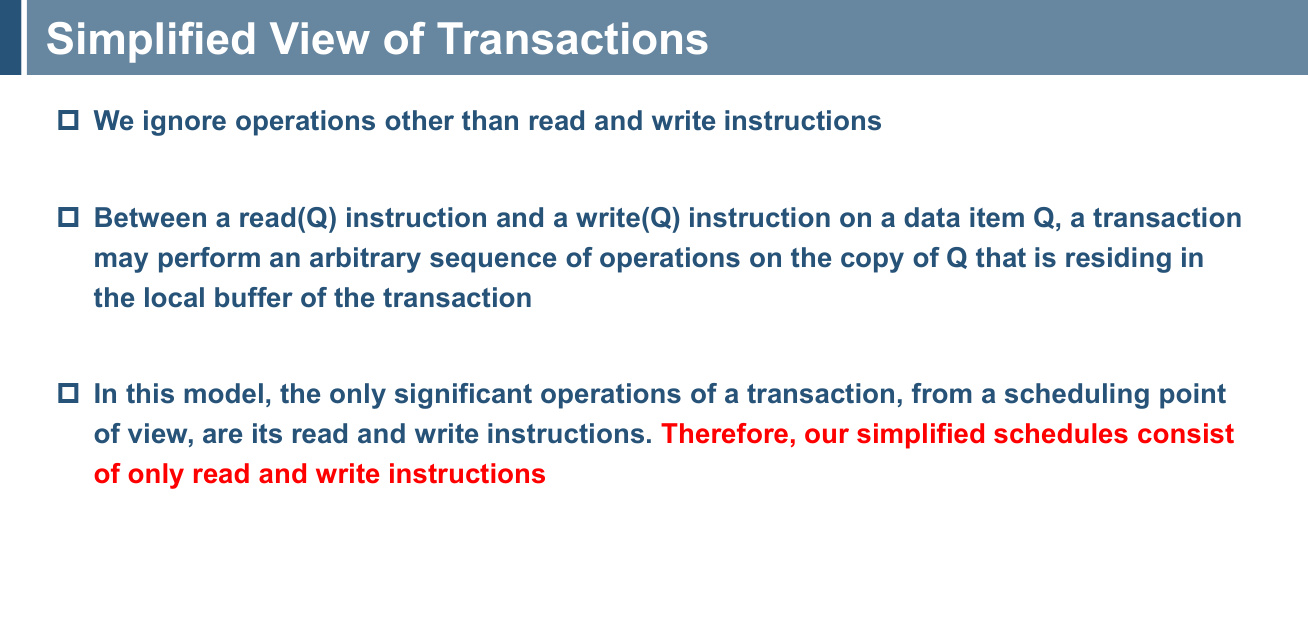 Simplified View of Transactions
We ignore operations other than read and write instructions
Between a read(Q) instruction and a write(Q) instruction on a data item Q, a transaction
may perform an arbitrary sequence of operations on the copy of Q that is residing in
the local buffer of the transaction
In this model, the only significant operations of a transaction, from a scheduling point
of view, are its read and write instructions. Therefore, our simplified schedules consist
of only read and write instructions